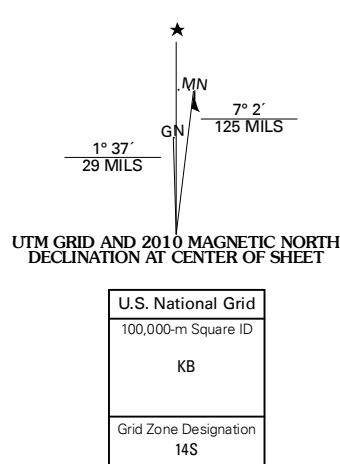 MN
GN
7° 2´
125 MILS
1° 37´
29 MILS
UTM GRID AND 2010 MAGNETIC NORTH
DECLINATION AT CENTER OF SHEET
U.S. National Grid
100,000-m Square ID
KB
Grid Zone Designation
14S